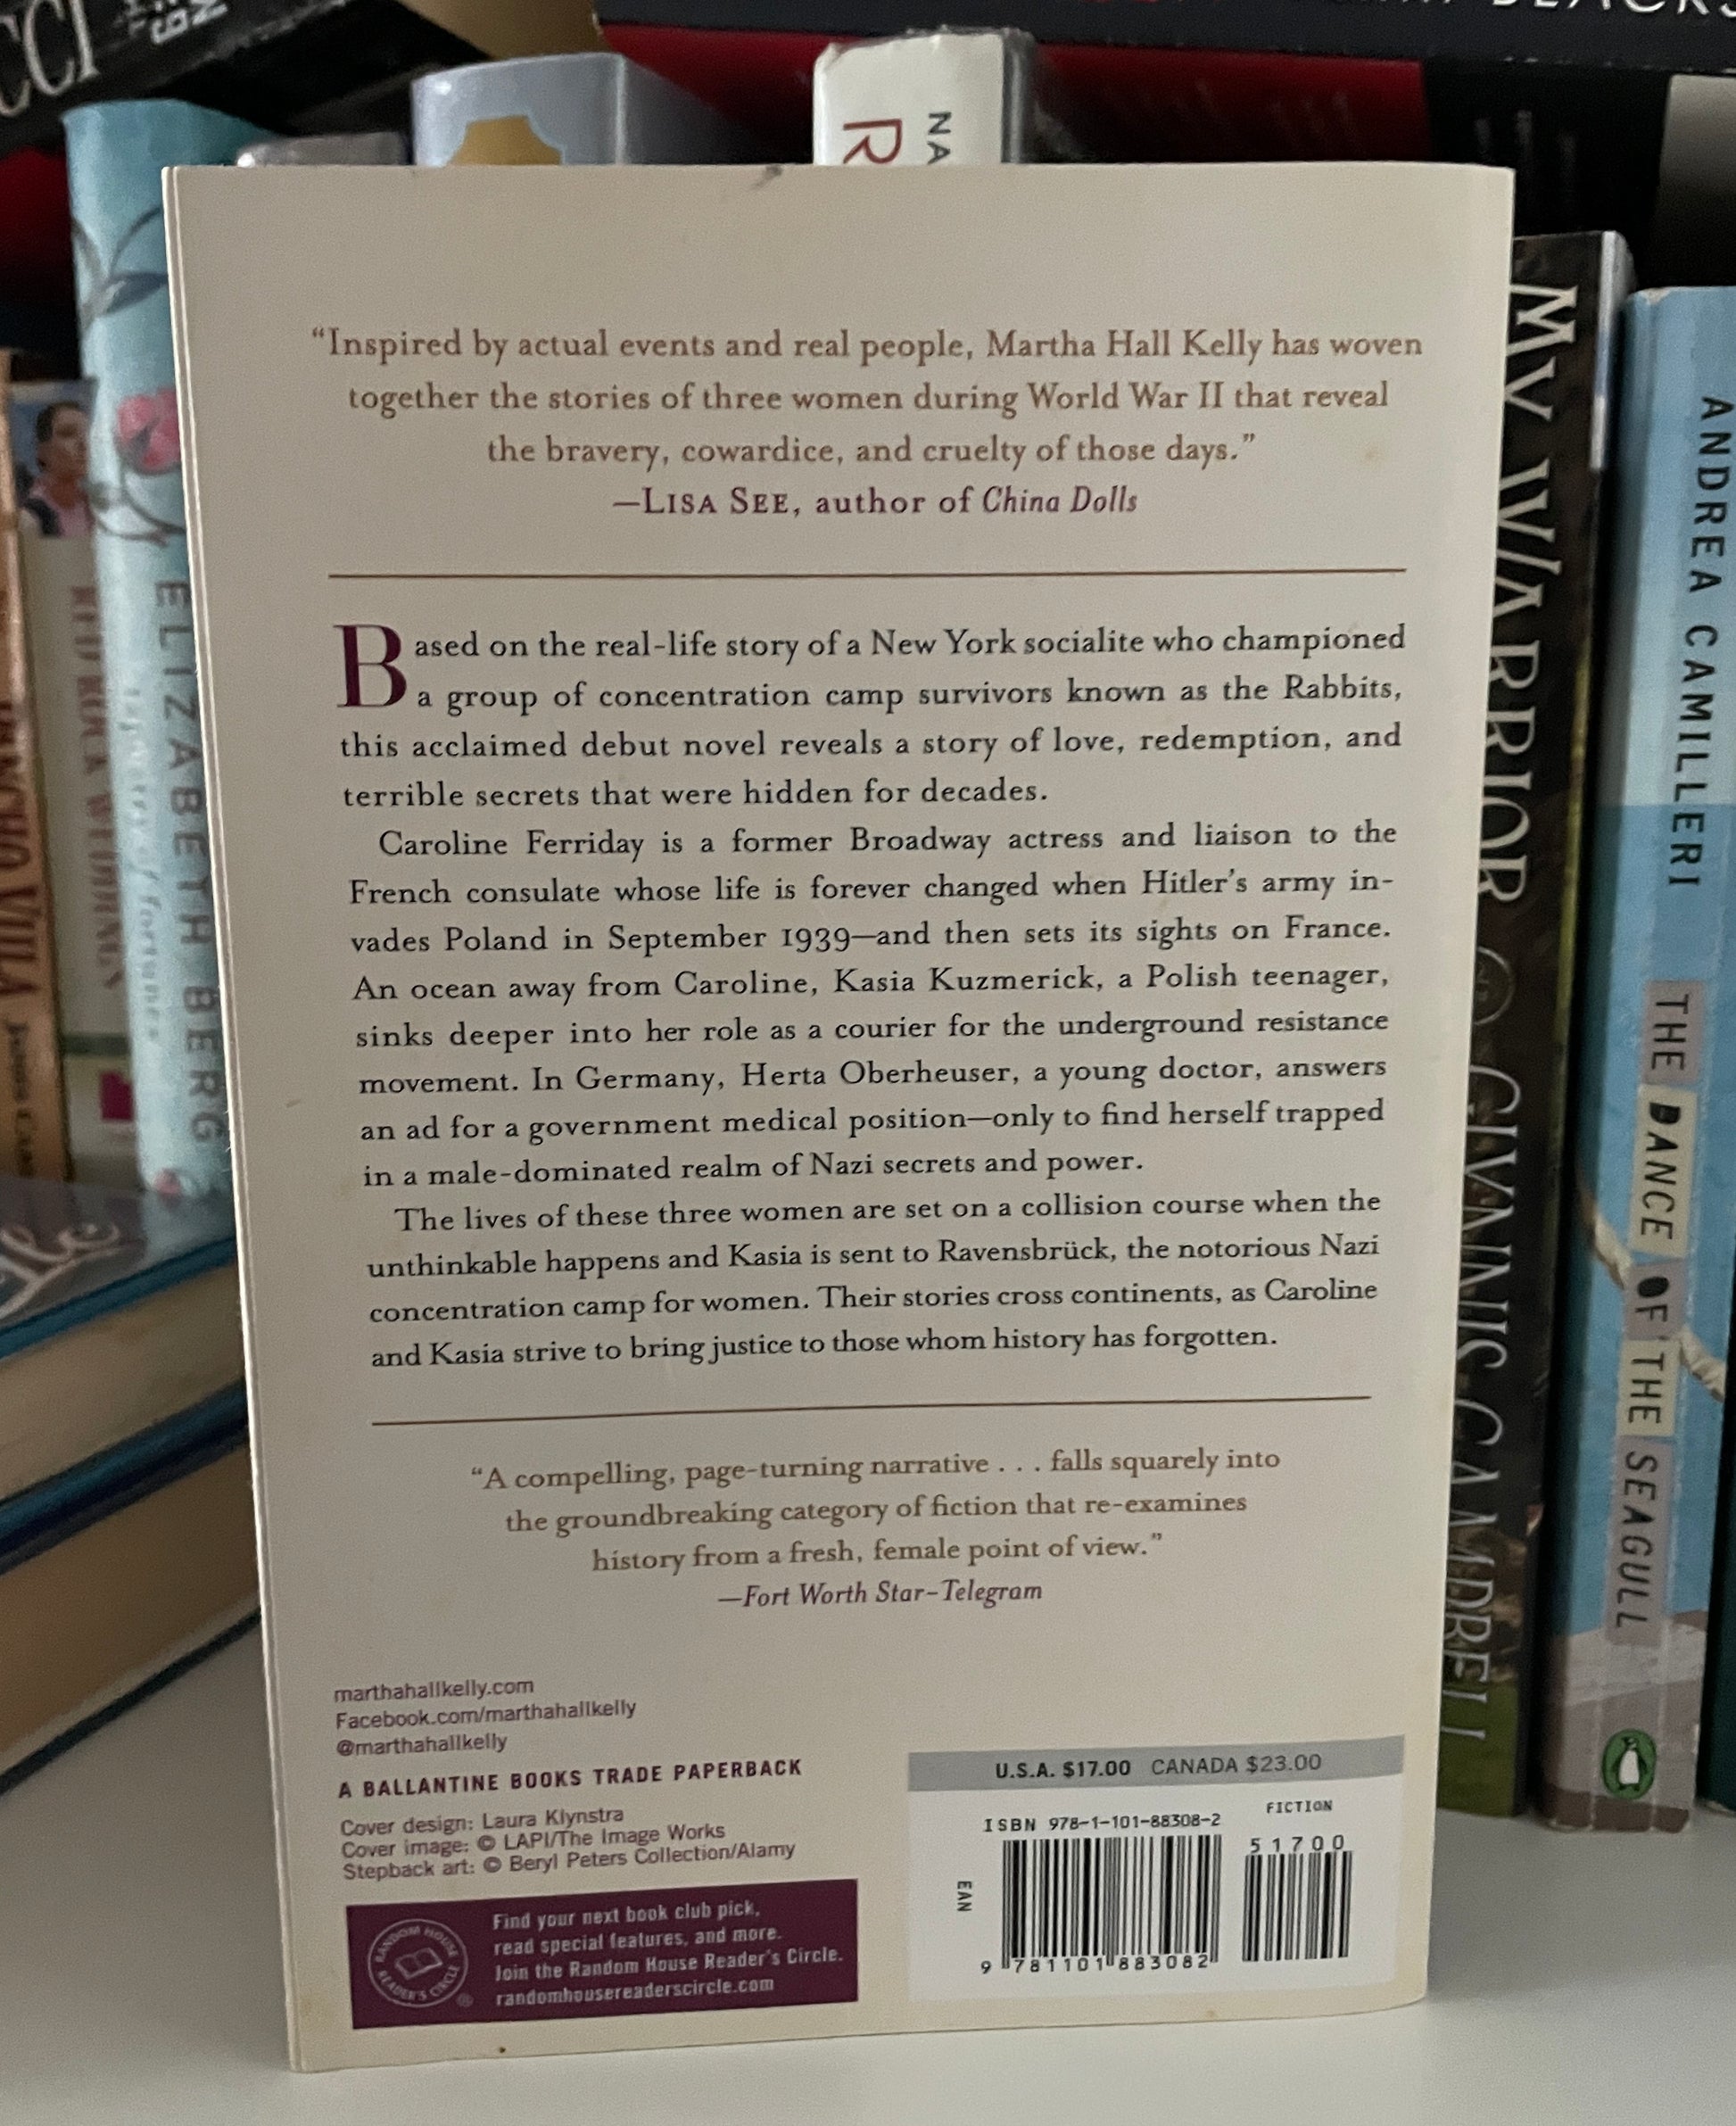 CCI
NA
R
"Inspired by actual events and real people, Martha Hall Kelly has woven
together the stories of three women during World War II that reveal
the bravery, cowardice, and cruelty of those days."
—LISA SEE, author of China Dolls
Based on the real-life story of a New York socialite who championed
a group of concentration camp survivors known as the Rabbits,
this acclaimed debut novel reveals a story of love, redemption, and
terrible secrets that were hidden for decades.
Caroline Ferriday is a former Broadway actress and liaison to the
French consulate whose life is forever changed when Hitler's army in-
vades Poland in September 1939—and then sets its sights on France.
An ocean away from Caroline, Kasia Kuzmerick, a Polish teenager,
sinks deeper into her role as a courier for the underground resistance
movement. In Germany, Herta Oberheuser, a young doctor, answers
an ad for a government medical position—only to find herself trapped
in a male-dominated realm of Nazi secrets and power.
The lives of these three women are set on a collision course when the
unthinkable happens and Kasia is sent to Ravensbrück, the notorious Nazi
concentration camp for women. Their stories cross continents, as Caroline
and Kasia strive to bring justice to those whom history has forgotten.
"A compelling, page-turning narrative . . . falls squarely into
the groundbreaking category of fiction that re-examines
history from a fresh, female point of view."
—Fort Worth Star-Telegram
marthahallkelly.com
Facebook.com/marthahallkelly
@marthahallkelly
A BALLANTINE BOOKS TRADE PAPERBACK
Cover design: Laura Klynstra
Cover image: © LAPI/The Image Works
Stepback art: © Beryl Peters Collection/Alamy
RANDOM HOUSE
READER'S CIRCLE
®
Find your next book club pick,
read special features, and more.
Join the Random House Reader's Circle.
randomhousereaderscircle.com
U.S.A. $17.00 CANADA $23.00
FICTION
ISBN 978-1-101-88308-2
51700
EAN
9 781101 883082
ELIZABETH BERG
tapestry of fortunes
VILLA
MY WARRIOR
GINNIS CAMDREI
ANDREA CAMILLERI
THE DANCE OF THE SEAGULL